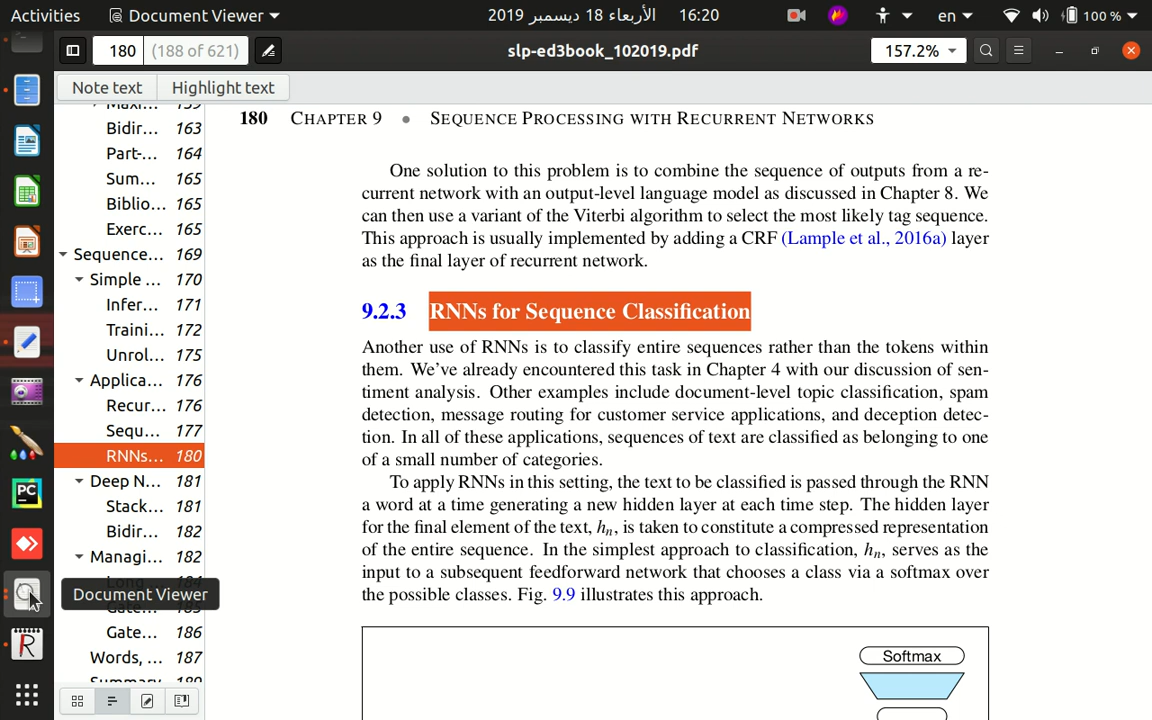 Activities Document Viewer الأربعاء 18 ديسمبر 2019 16:20 en 100 %
180 (188 of 621) slp-ed3book_102019.pdf 157.2%
Note text Highlight text
Maxi... 159
Bidir... 163
Part-... 164
Sum... 165
Biblio... 165
Exerc... 165
Sequence... 169
Simple ... 170
Infer... 171
Traini... 172
Unrol... 175
Applica... 176
Recur... 176
Sequ... 177
RNNs... 180
Deep N... 181
Stack... 181
Bidir... 182
Managi... 182
Long 184
Document Viewer
Gate... 185
Gate... 186
Words, ... 187
Summary 189
180 CHAPTER 9 • SEQUENCE PROCESSING WITH RECURRENT NETWORKS
One solution to this problem is to combine the sequence of outputs from a re-
current network with an output-level language model as discussed in Chapter 8. We
can then use a variant of the Viterbi algorithm to select the most likely tag sequence.
This approach is usually implemented by adding a CRF (Lample et al., 2016a) layer
as the final layer of recurrent network.
9.2.3 RNNs for Sequence Classification
Another use of RNNs is to classify entire sequences rather than the tokens within
them. We've already encountered this task in Chapter 4 with our discussion of sen-
timent analysis. Other examples include document-level topic classification, spam
detection, message routing for customer service applications, and deception detec-
tion. In all of these applications, sequences of text are classified as belonging to one
of a small number of categories.
To apply RNNs in this setting, the text to be classified is passed through the RNN
a word at a time generating a new hidden layer at each time step. The hidden layer
for the final element of the text, hn, is taken to constitute a compressed representation
of the entire sequence. In the simplest approach to classification, hn, serves as the
input to a subsequent feedforward network that chooses a class via a softmax over
the possible classes. Fig. 9.9 illustrates this approach.
Softmax